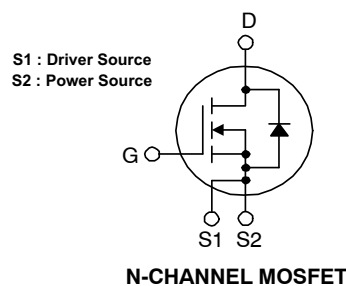 D
S1 : Driver Source
S2 : Power Source
G
S1 S2
N-CHANNEL MOSFET